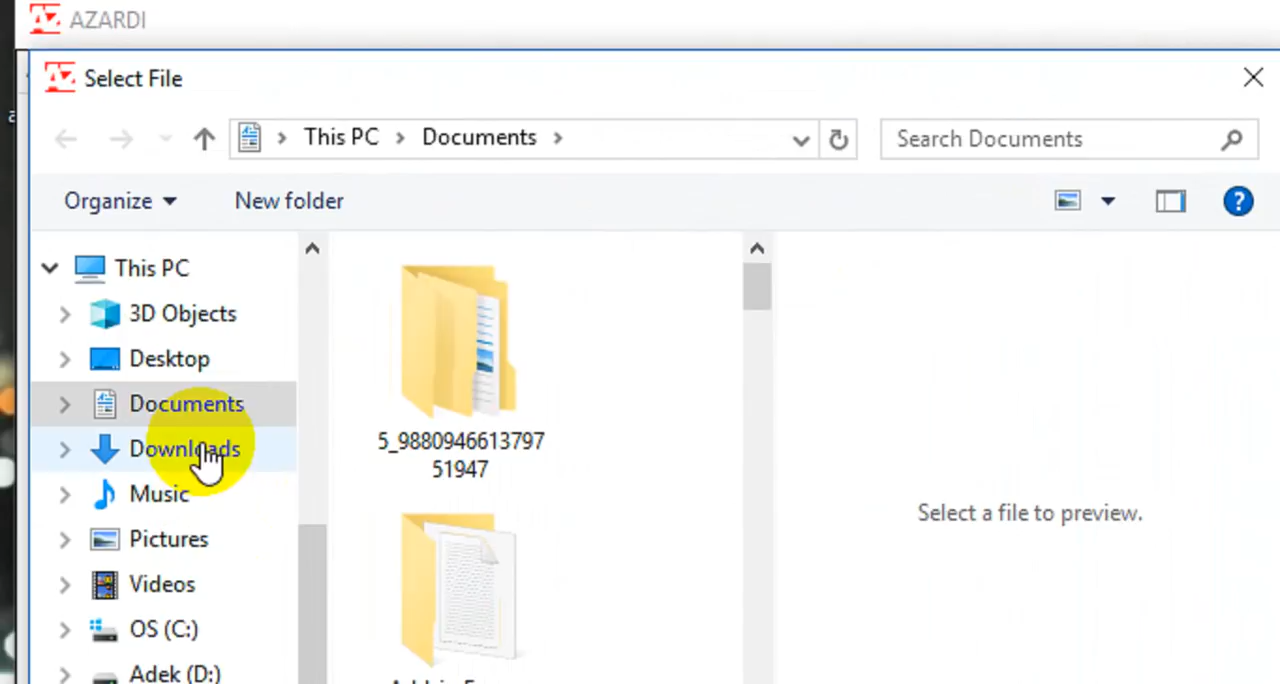 AZARDI
Select File
This PC
Documents
Search Documents
Organize
New folder
This PC
3D Objects
Desktop
Documents
Downloads
Music
Pictures
Videos
OS (C:)
Adek (D:)
5_9880946613797
51947
Select a file to preview.